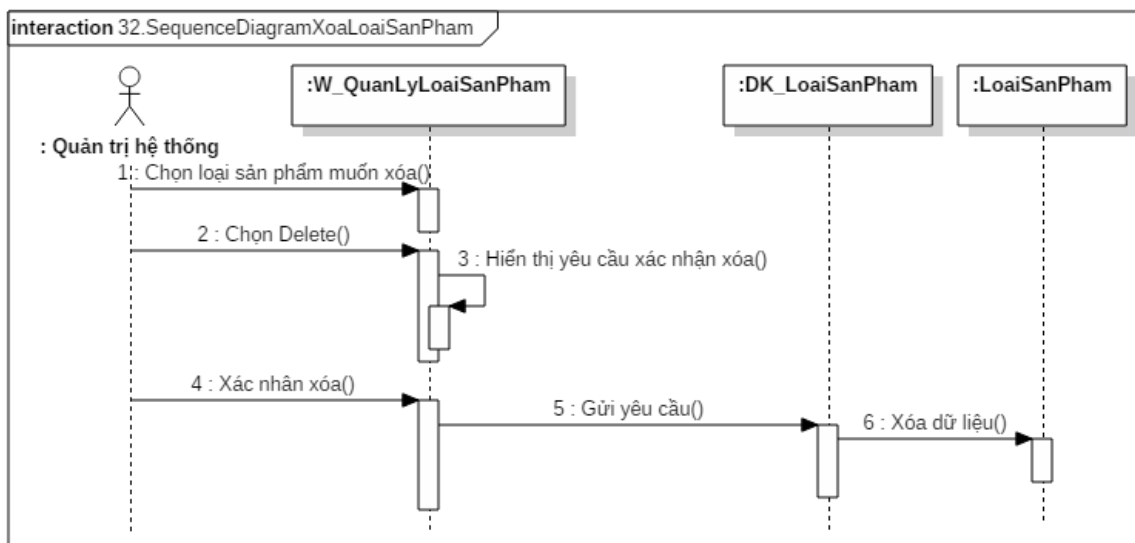 interaction 32.SequenceDiagramXoaLoaiSanPham
:W_QuanLyLoaiSanPham
:DK_LoaiSanPham
:LoaiSanPham
: Quản trị hệ thống
1 : Chọn loại sản phẩm muốn xóa()
2 : Chọn Delete()
3 : Hiển thị yêu cầu xác nhận xóa()
4 : Xác nhân xóa()
5 : Gửi yêu cầu()
6 : Xóa dữ liệu()